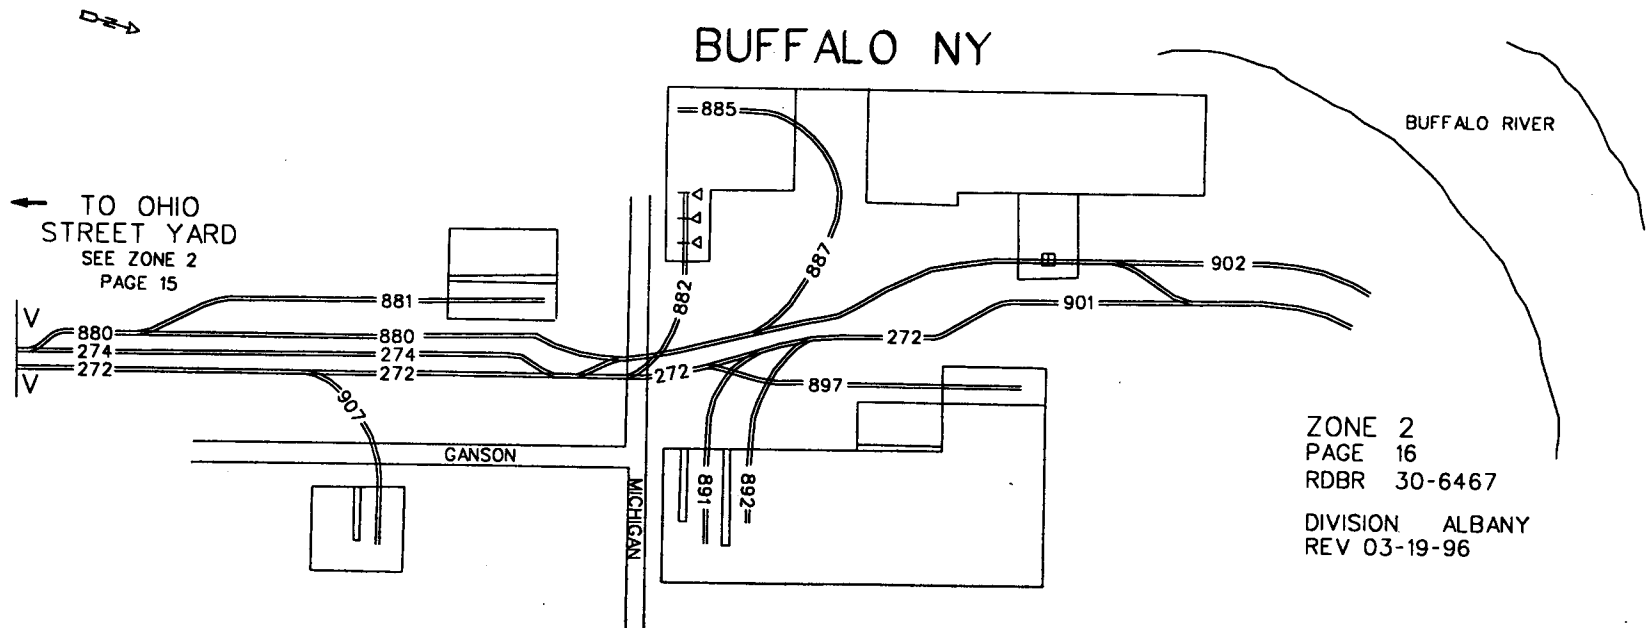 N
BUFFALO NY
BUFFALO RIVER
TO OHIO
STREET YARD
SEE ZONE 2
PAGE 15
885
887
882
902
901
881
V
880
880
274
274
272
272
272
272
V
907
897
GANSON
MICHIGAN
891
892
ZONE 2
PAGE 16
RDBR 30-6467
DIVISION ALBANY
REV 03-19-96